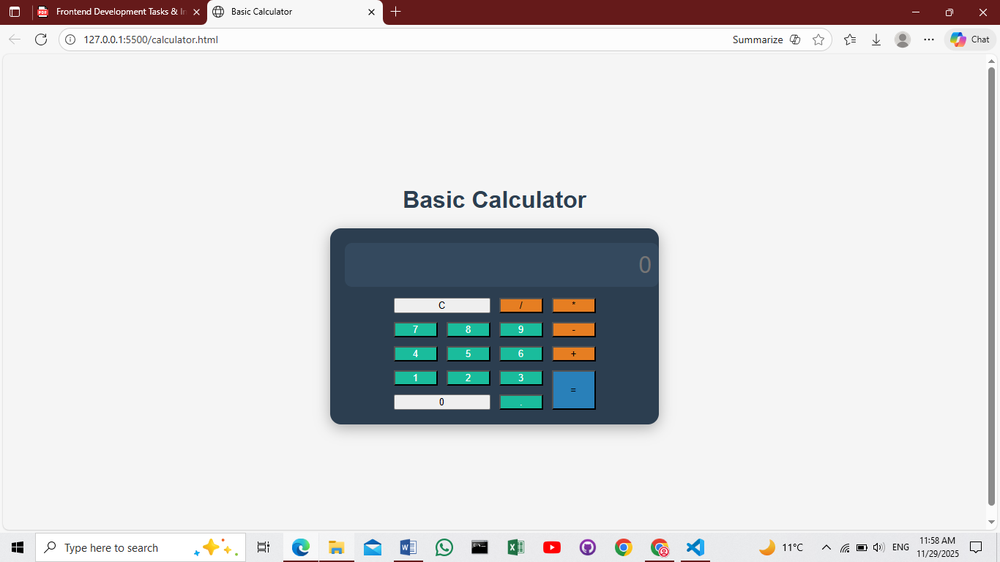 Frontend Development Tasks & In
Basic Calculator
127.0.0.1:5500/calculator.html
Summarize
Chat
Basic Calculator
0
C / *
7 8 9 -
4 5 6 +
1 2 3 =
0 .
Type here to search
11°C
ENG
11:58 AM
11/29/2025